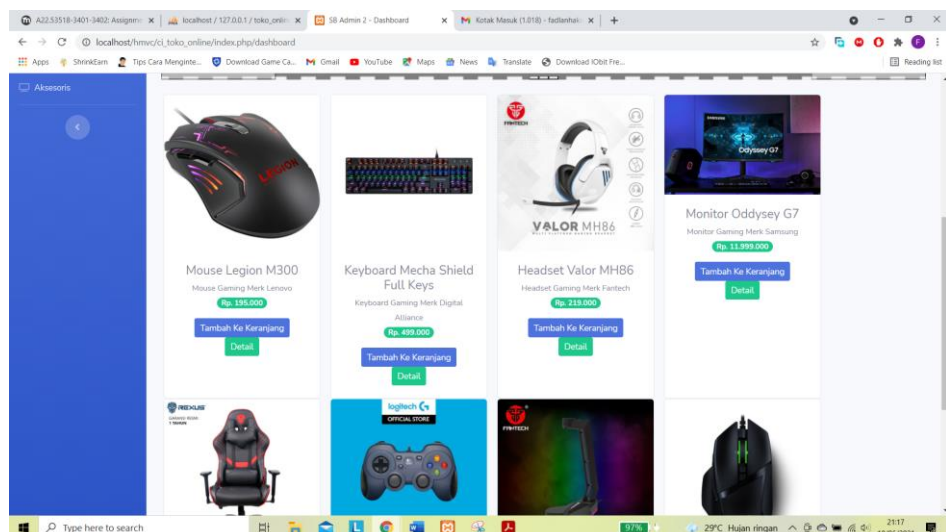 A22.53518-3401-3402: Assignme
localhost / 127.0.0.1 / toko_onlin
SB Admin 2 - Dashboard
Kotak Masuk (1.018) - fadlanhak
localhost/hmvc/ci_toko_online/index.php/dashboard
Apps
ShrinkEarn
Tips Cara Menginte...
Download Game Ca...
Gmail
YouTube
Maps
News
Translate
Download IObit Fre...
Reading list
Aksesoris
LEGION
FANTECH
VALOR MH86
SAMSUNG
Odyssey G7
Mouse Legion M300
Mouse Gaming Merk Lenovo
Rp. 195.000
Tambah Ke Keranjang
Detail
Keyboard Mecha Shield
Full Keys
Keyboard Gaming Merk Digital
Alliance
Rp. 499.000
Tambah Ke Keranjang
Detail
Headset Valor MH86
Headset Gaming Merk Fantech
Rp. 219.000
Tambah Ke Keranjang
Detail
Monitor Oddysey G7
Monitor Gaming Merk Samsung
Rp. 11.999.000
Tambah Ke Keranjang
Detail
REXUS
1 TAHUN
logitech G
OFFICIAL STORE
FANTECH
Type here to search
97%
29°C Hujan ringan
21:17